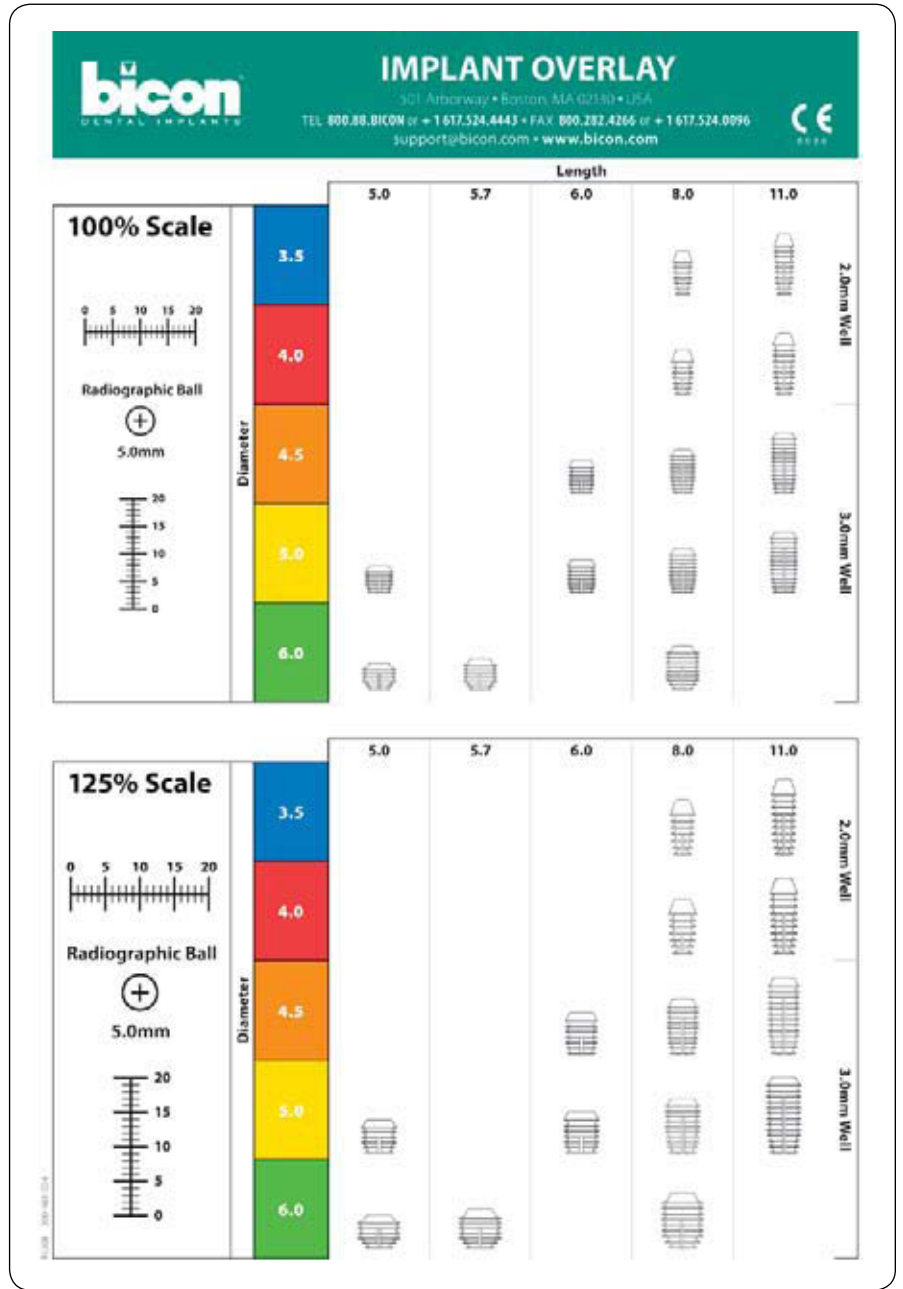 bicon
DENTAL IMPLANTS
IMPLANT OVERLAY
501 Arborway • Boston, MA 02130 • USA
TEL 800.88.BICON or + 1 617.524.4443 • FAX 800.282.4266 or + 1 617.524.0096
support@bicon.com • www.bicon.com
CE
Length
5.0 5.7 6.0 8.0 11.0
100% Scale
0 5 10 15 20
Radiographic Ball
5.0mm
20
15
10
5
0
Diameter
3.5
4.0
4.5
5.0
6.0
2.0mm Well
3.0mm Well
5.0 5.7 6.0 8.0 11.0
125% Scale
0 5 10 15 20
Radiographic Ball
5.0mm
20
15
10
5
0
Diameter
3.5
4.0
4.5
5.0
6.0
2.0mm Well
3.0mm Well